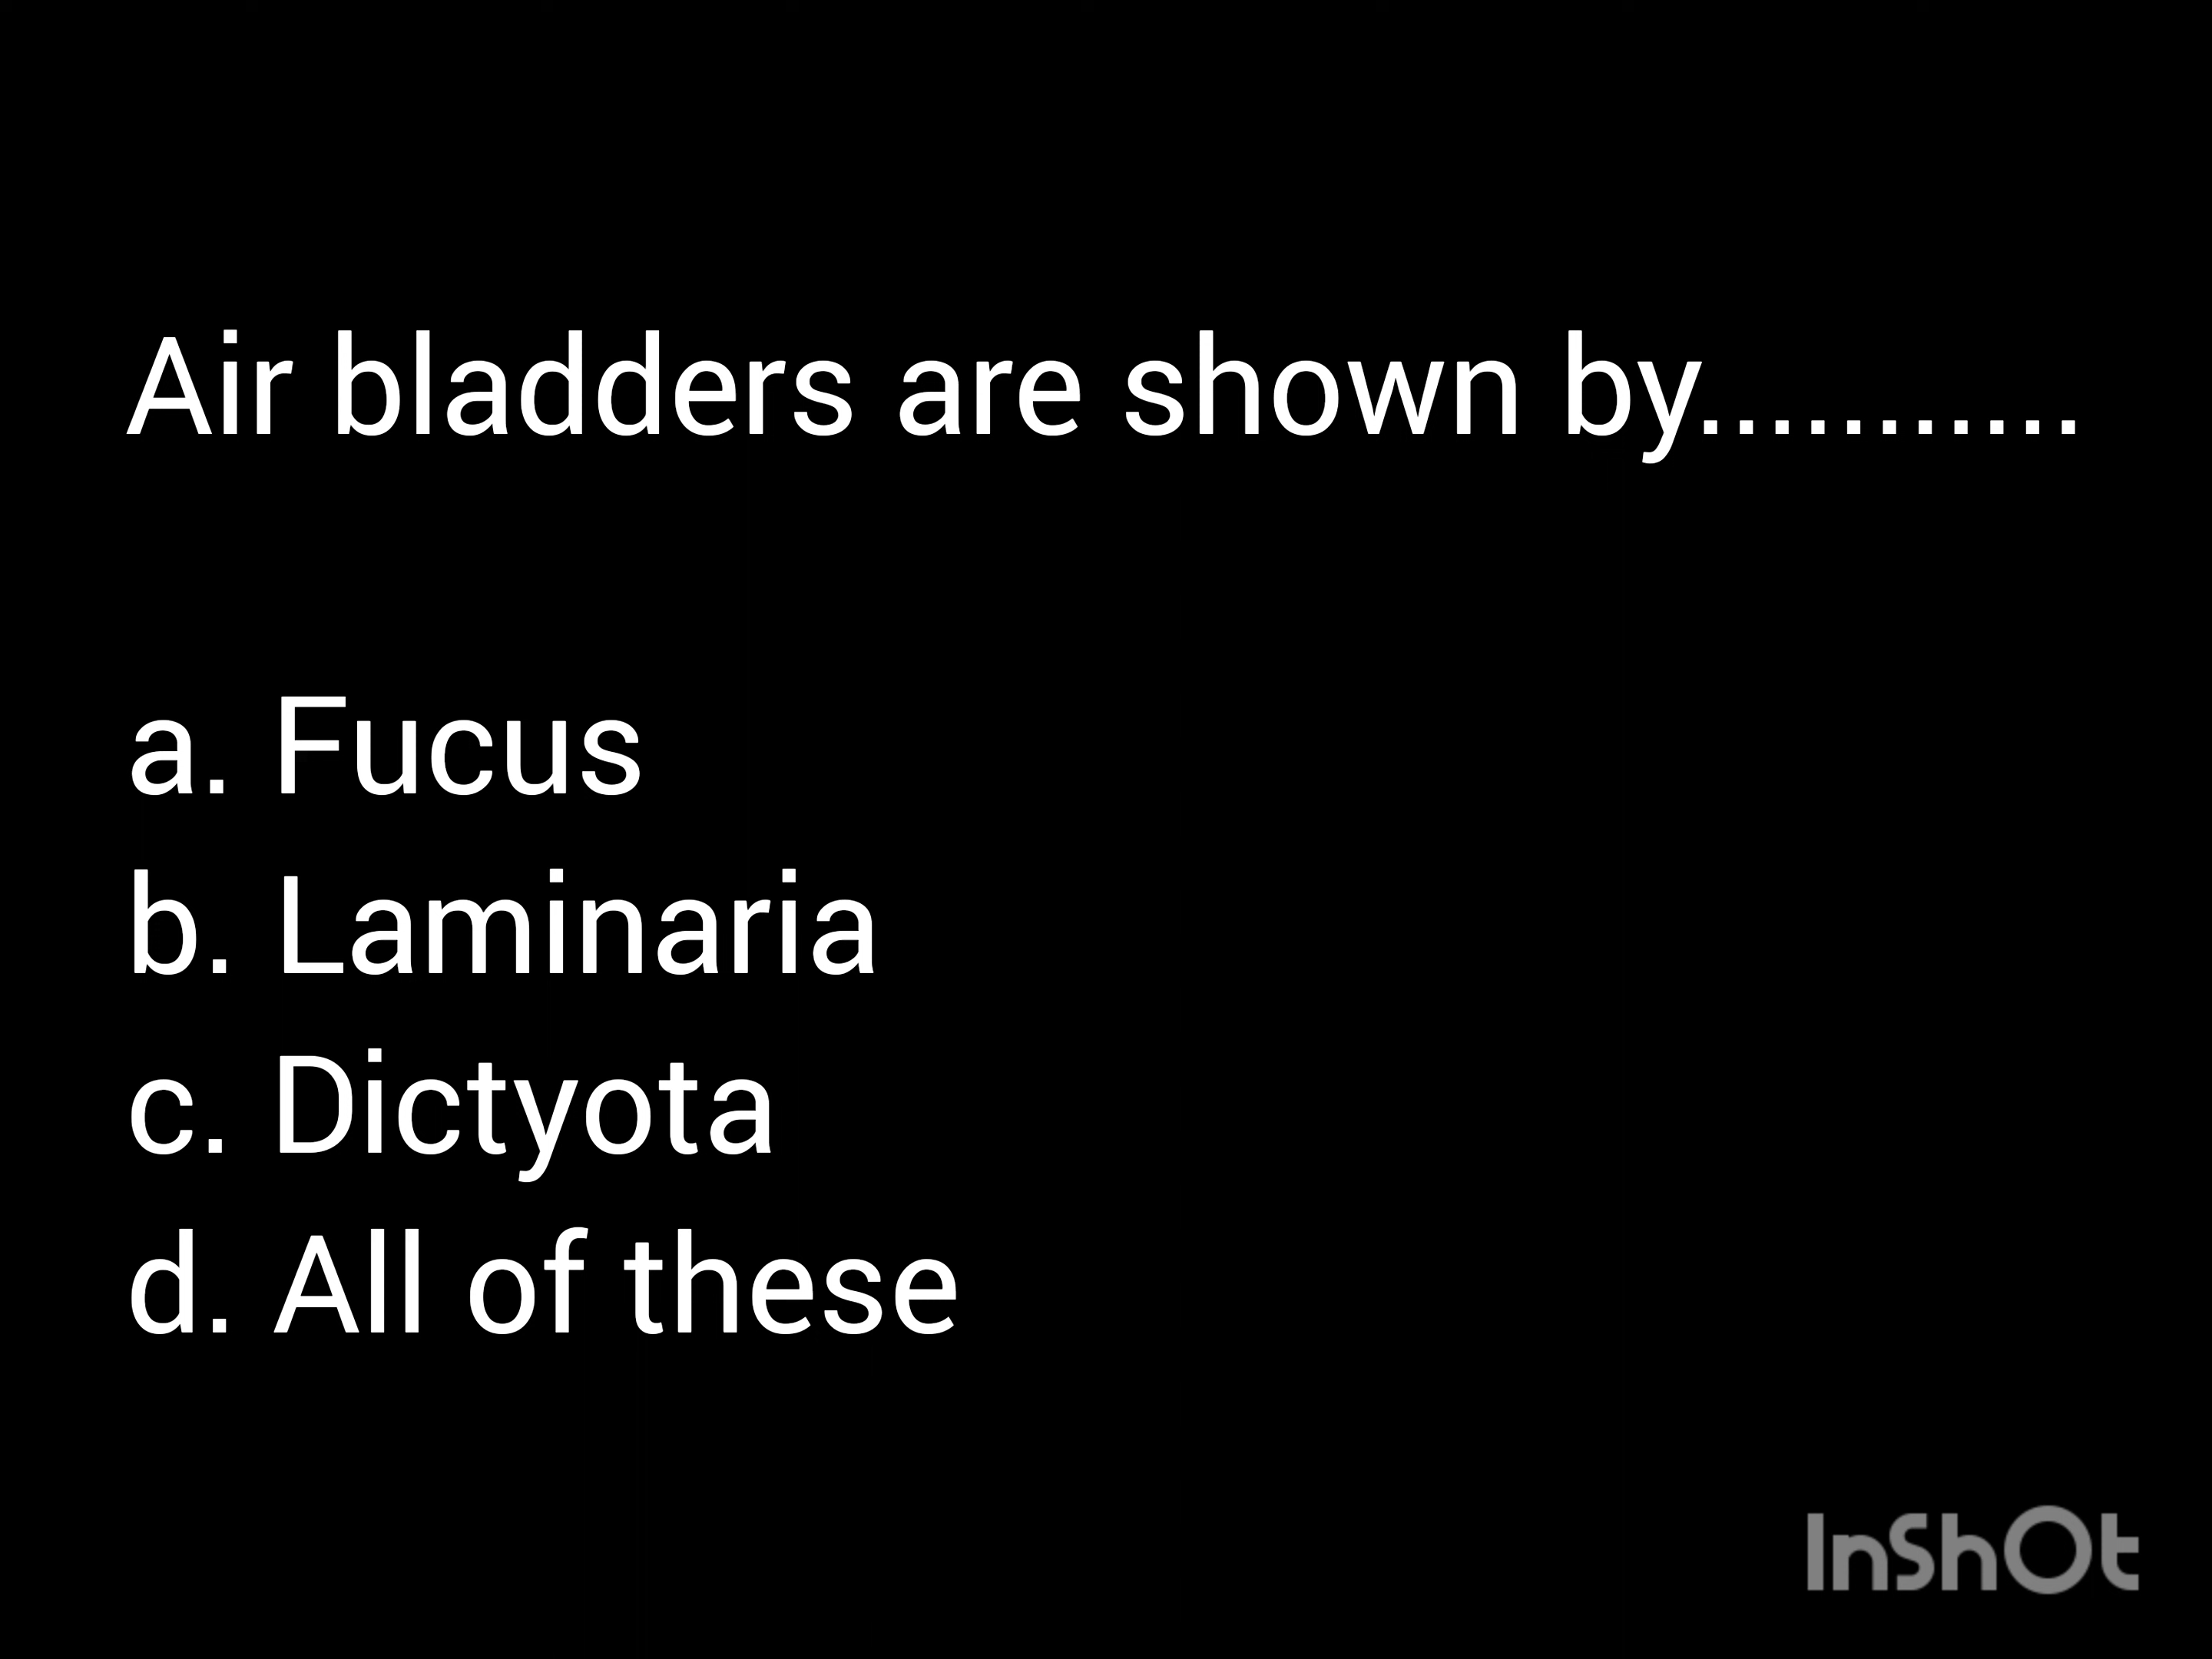 Air bladders are shown by...........
a. Fucus
b. Laminaria
c. Dictyota
d. All of these
InShOt